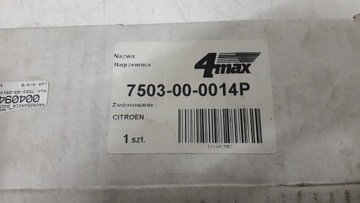 Nazwa:
Nagrzewnica
4max
7503-00-0014P
Zastosowanie:
CITROEN
1 szt.